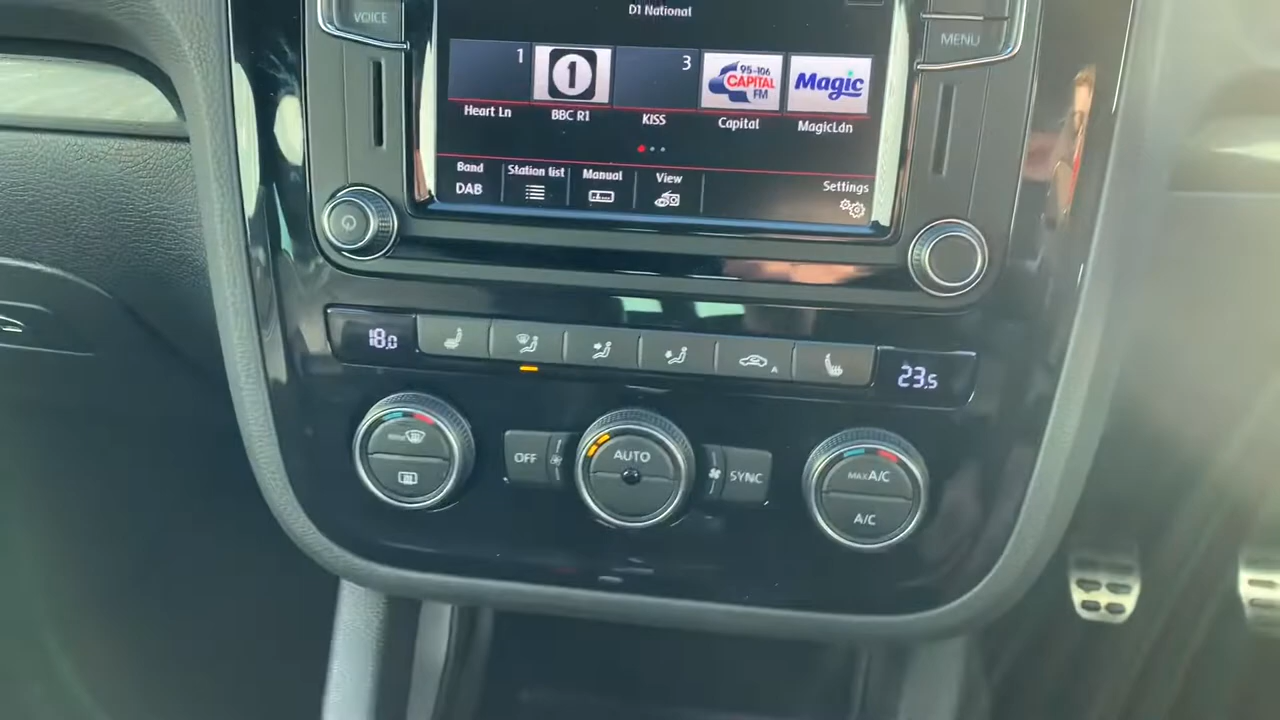 VOICE
D1 National
MENU
1
1
3
95-106
CAPITAL
FM
Magic
Heart Ln
BBC R1
KISS
Capital
MagicLdn
Band
DAB
Station list
Manual
View
Settings
18.0
A
23.5
OFF
AUTO
SYNC
MAX A/C
A/C